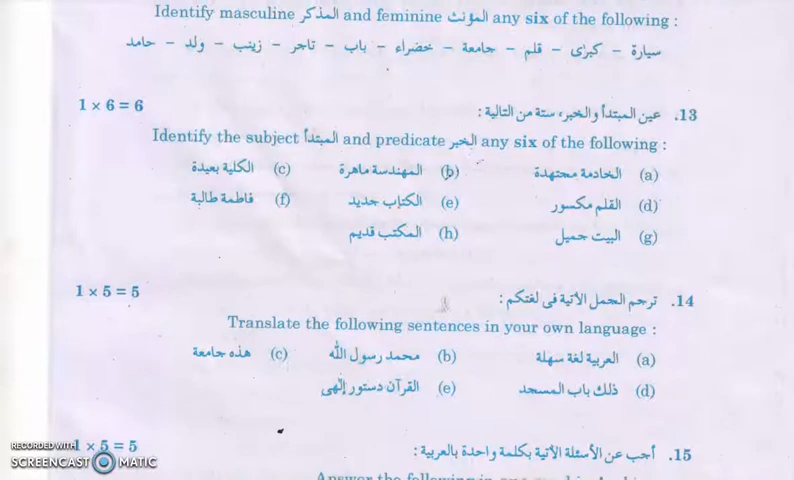 Identify masculine المذكر and feminine المؤنث any six of the following :
سيارة – كبرى – قلم – جامعة – خضراء – باب – تاجر – زينب – ولد – حامد
13. عين المبتدأ والخبر، ستة من التالية : 1 × 6 = 6
Identify the subject المبتدأ and predicate الخبر any six of the following :
(a) الخادمة مجتهدة (b) المهندسة ماهرة (c) الكلية بعيدة
(d) القلم مكسور (e) الكتاب جديد (f) فاطمة طالبة
(g) البيت جميل (h) المكتب قديم
14. ترجم الجمل الآتية فى لغتكم : 1 × 5 = 5
Translate the following sentences in your own language :
(a) العربية لغة سهلة (b) محمد رسول الله (c) هذه جامعة
(d) ذلك باب المسجد (e) القرآن دستور إلهى
15. أجب عن الأسئلة الآتية بكلمة واحدة بالعربية : 1 × 5 = 5
RECORDED WITH
SCREENCAST MATIC
Answer the following in